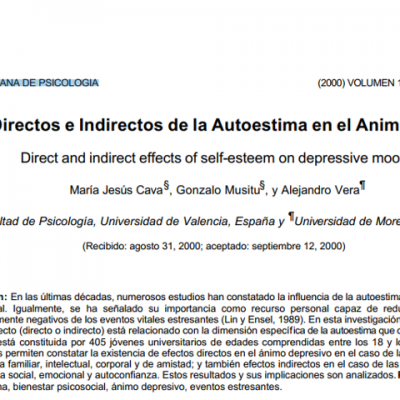 ANA DE PSICOLOGIA (2000) VOLUMEN 1
Directos e Indirectos de la Autoestima en el Anim
Direct and indirect effects of self-esteem on depressive moo
María Jesús Cava§, Gonzalo Musitu§, y Alejandro Vera¶
ltad de Psicología, Universidad de Valencia, España y ¶Universidad de More
(Recibido: agosto 31, 2000; aceptado: septiembre 12, 2000)
n: En las últimas décadas, numerosos estudios han constatado la influencia de la autoestima
al. Igualmente, se ha señalado su importancia como recurso personal capaz de redu
mente negativos de los eventos vitales estresantes (Lin y Ensel, 1989). En esta investigación
ecto (directo o indirecto) está relacionado con la dimensión específica de la autoestima que c
está constituida por 405 jóvenes universitarios de edades comprendidas entre los 18 y lo
s permiten constatar la existencia de efectos directos en el ánimo depresivo en el caso de la
a familiar, intelectual, corporal y de amistad; y también efectos indirectos en el caso de las
a social, emocional y autoconfianza. Estos resultados y sus implicaciones son analizados.
na, bienestar psicosocial, ánimo depresivo, eventos estresantes.